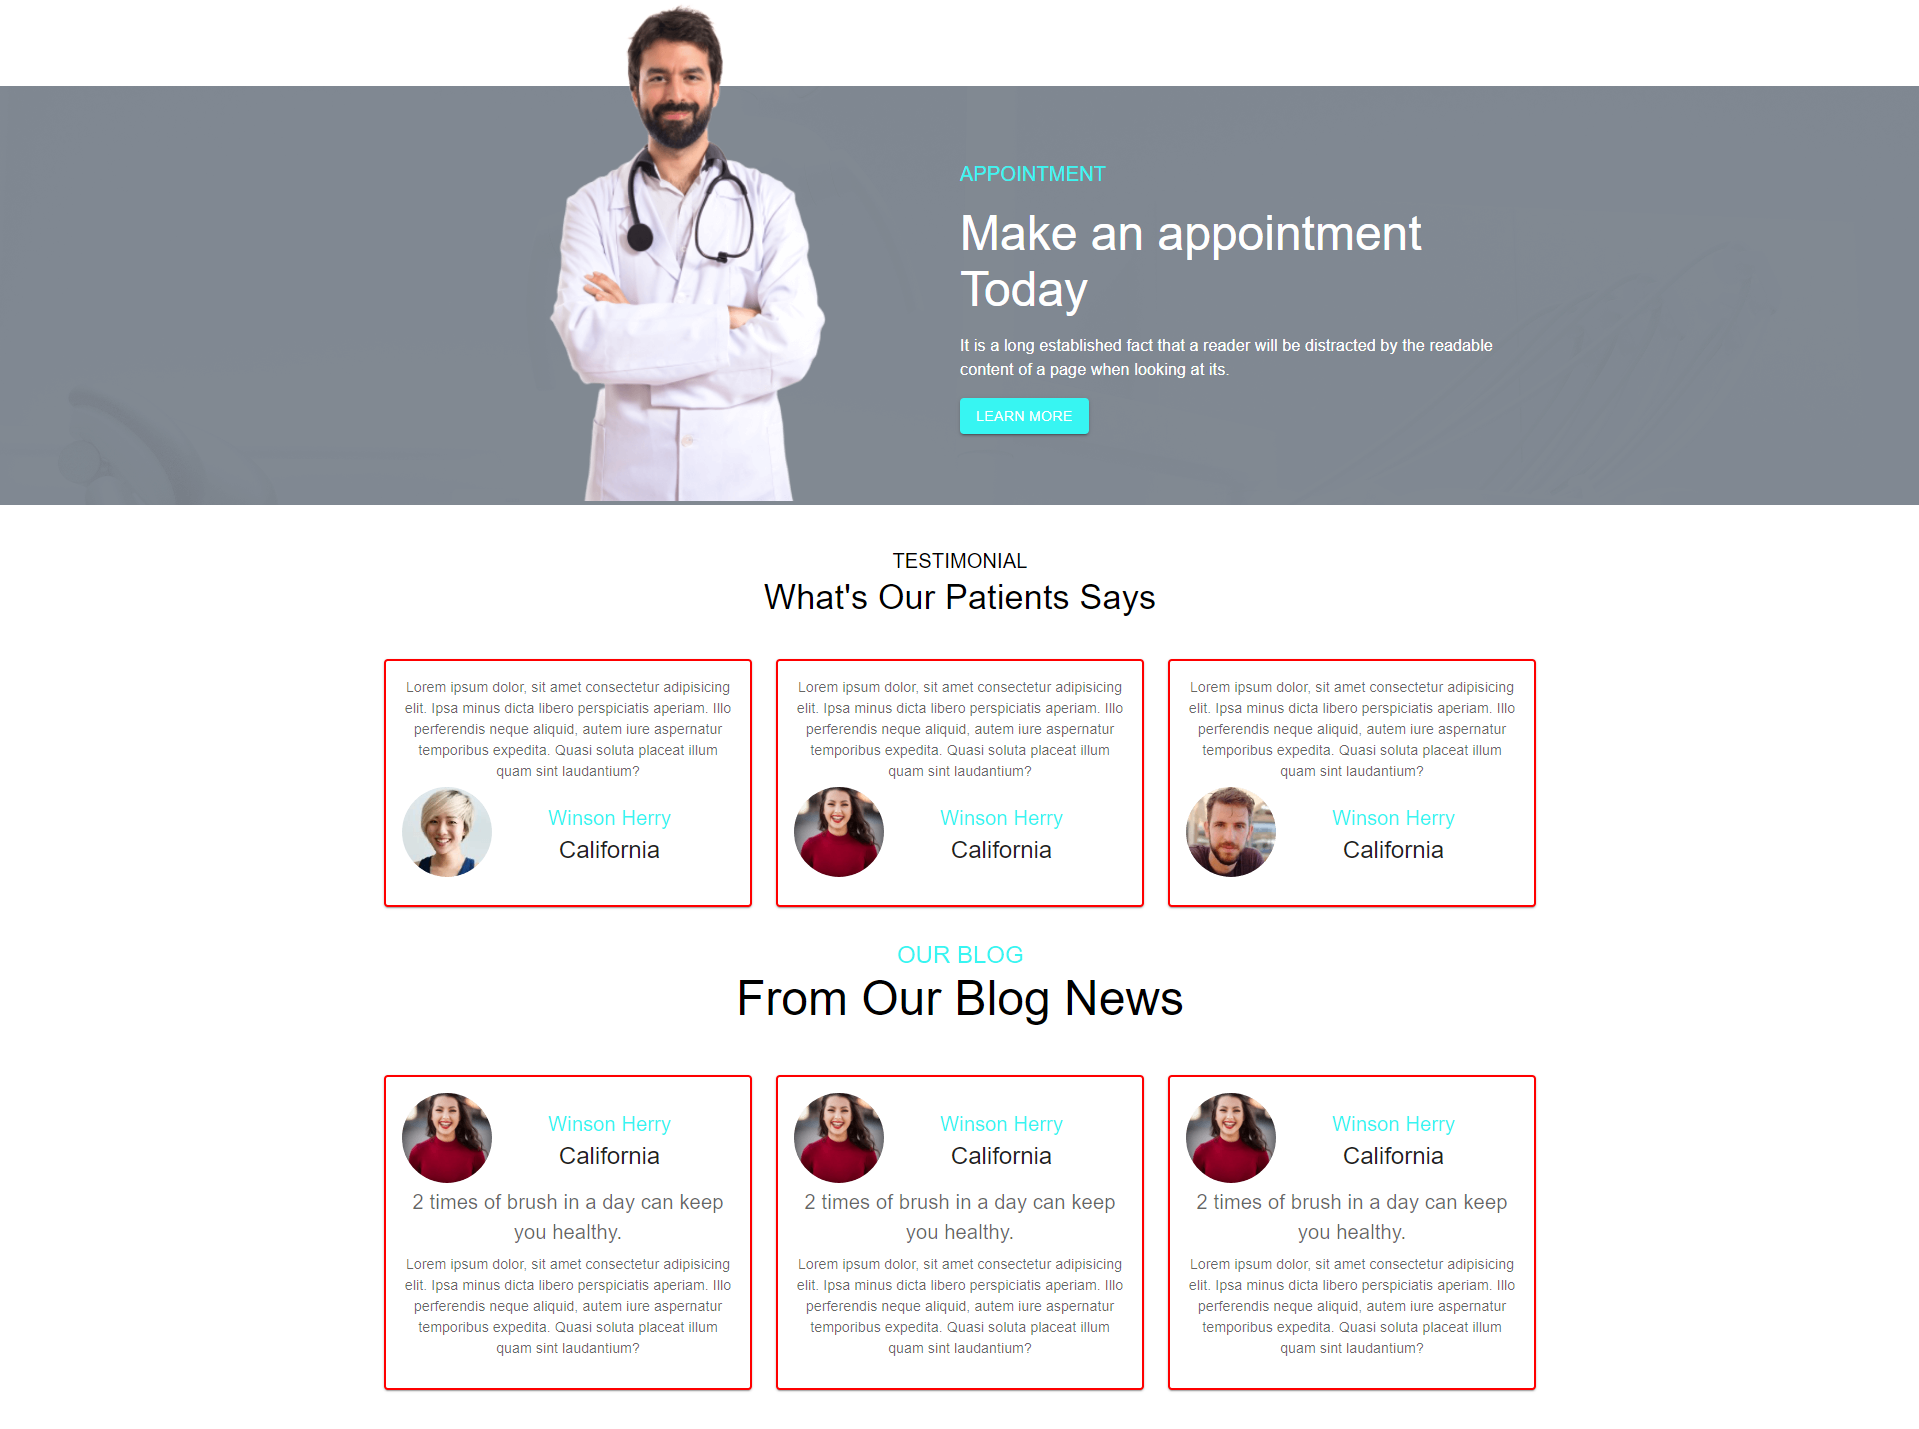 APPOINTMENT
Make an appointment
Today
It is a long established fact that a reader will be distracted by the readable
content of a page when looking at its.
LEARN MORE
TESTIMONIAL
What's Our Patients Says
Lorem ipsum dolor, sit amet consectetur adipisicing
elit. Ipsa minus dicta libero perspiciatis aperiam. Illo
perferendis neque aliquid, autem iure aspernatur
temporibus expedita. Quasi soluta placeat illum
quam sint laudantium?
Winson Herry
California
Lorem ipsum dolor, sit amet consectetur adipisicing
elit. Ipsa minus dicta libero perspiciatis aperiam. Illo
perferendis neque aliquid, autem iure aspernatur
temporibus expedita. Quasi soluta placeat illum
quam sint laudantium?
Winson Herry
California
Lorem ipsum dolor, sit amet consectetur adipisicing
elit. Ipsa minus dicta libero perspiciatis aperiam. Illo
perferendis neque aliquid, autem iure aspernatur
temporibus expedita. Quasi soluta placeat illum
quam sint laudantium?
Winson Herry
California
OUR BLOG
From Our Blog News
Winson Herry
California
2 times of brush in a day can keep
you healthy.
Lorem ipsum dolor, sit amet consectetur adipisicing
elit. Ipsa minus dicta libero perspiciatis aperiam. Illo
perferendis neque aliquid, autem iure aspernatur
temporibus expedita. Quasi soluta placeat illum
quam sint laudantium?
Winson Herry
California
2 times of brush in a day can keep
you healthy.
Lorem ipsum dolor, sit amet consectetur adipisicing
elit. Ipsa minus dicta libero perspiciatis aperiam. Illo
perferendis neque aliquid, autem iure aspernatur
temporibus expedita. Quasi soluta placeat illum
quam sint laudantium?
Winson Herry
California
2 times of brush in a day can keep
you healthy.
Lorem ipsum dolor, sit amet consectetur adipisicing
elit. Ipsa minus dicta libero perspiciatis aperiam. Illo
perferendis neque aliquid, autem iure aspernatur
temporibus expedita. Quasi soluta placeat illum
quam sint laudantium?